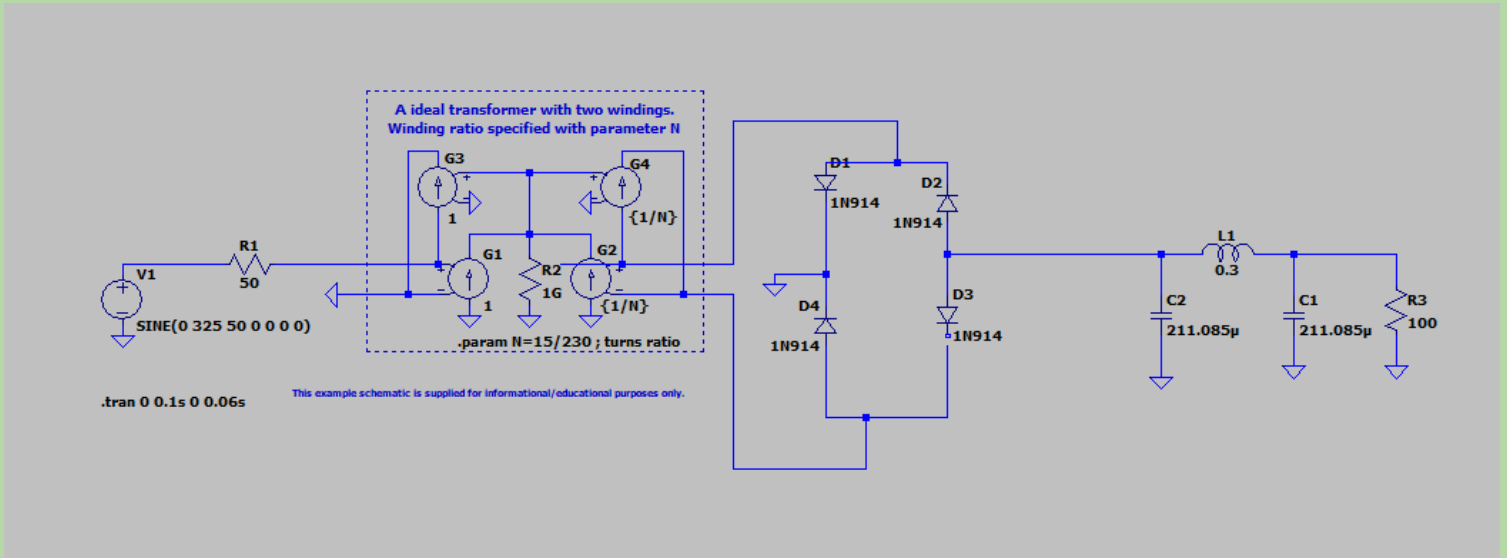 A ideal transformer with two windings.
Winding ratio specified with parameter N
G3
+
−
1
G4
+
−
{1/N}
R1
50
V1
+
−
SINE(0 325 50 0 0 0 0)
G1
+
−
1
R2
1G
G2
+
−
{1/N}
.param N=15/230 ; turns ratio
.tran 0 0.1s 0 0.06s
This example schematic is supplied for informational/educational purposes only.
D1
1N914
D2
1N914
D4
1N914
D3
1N914
L1
0.3
C2
211.085µ
C1
211.085µ
R3
100